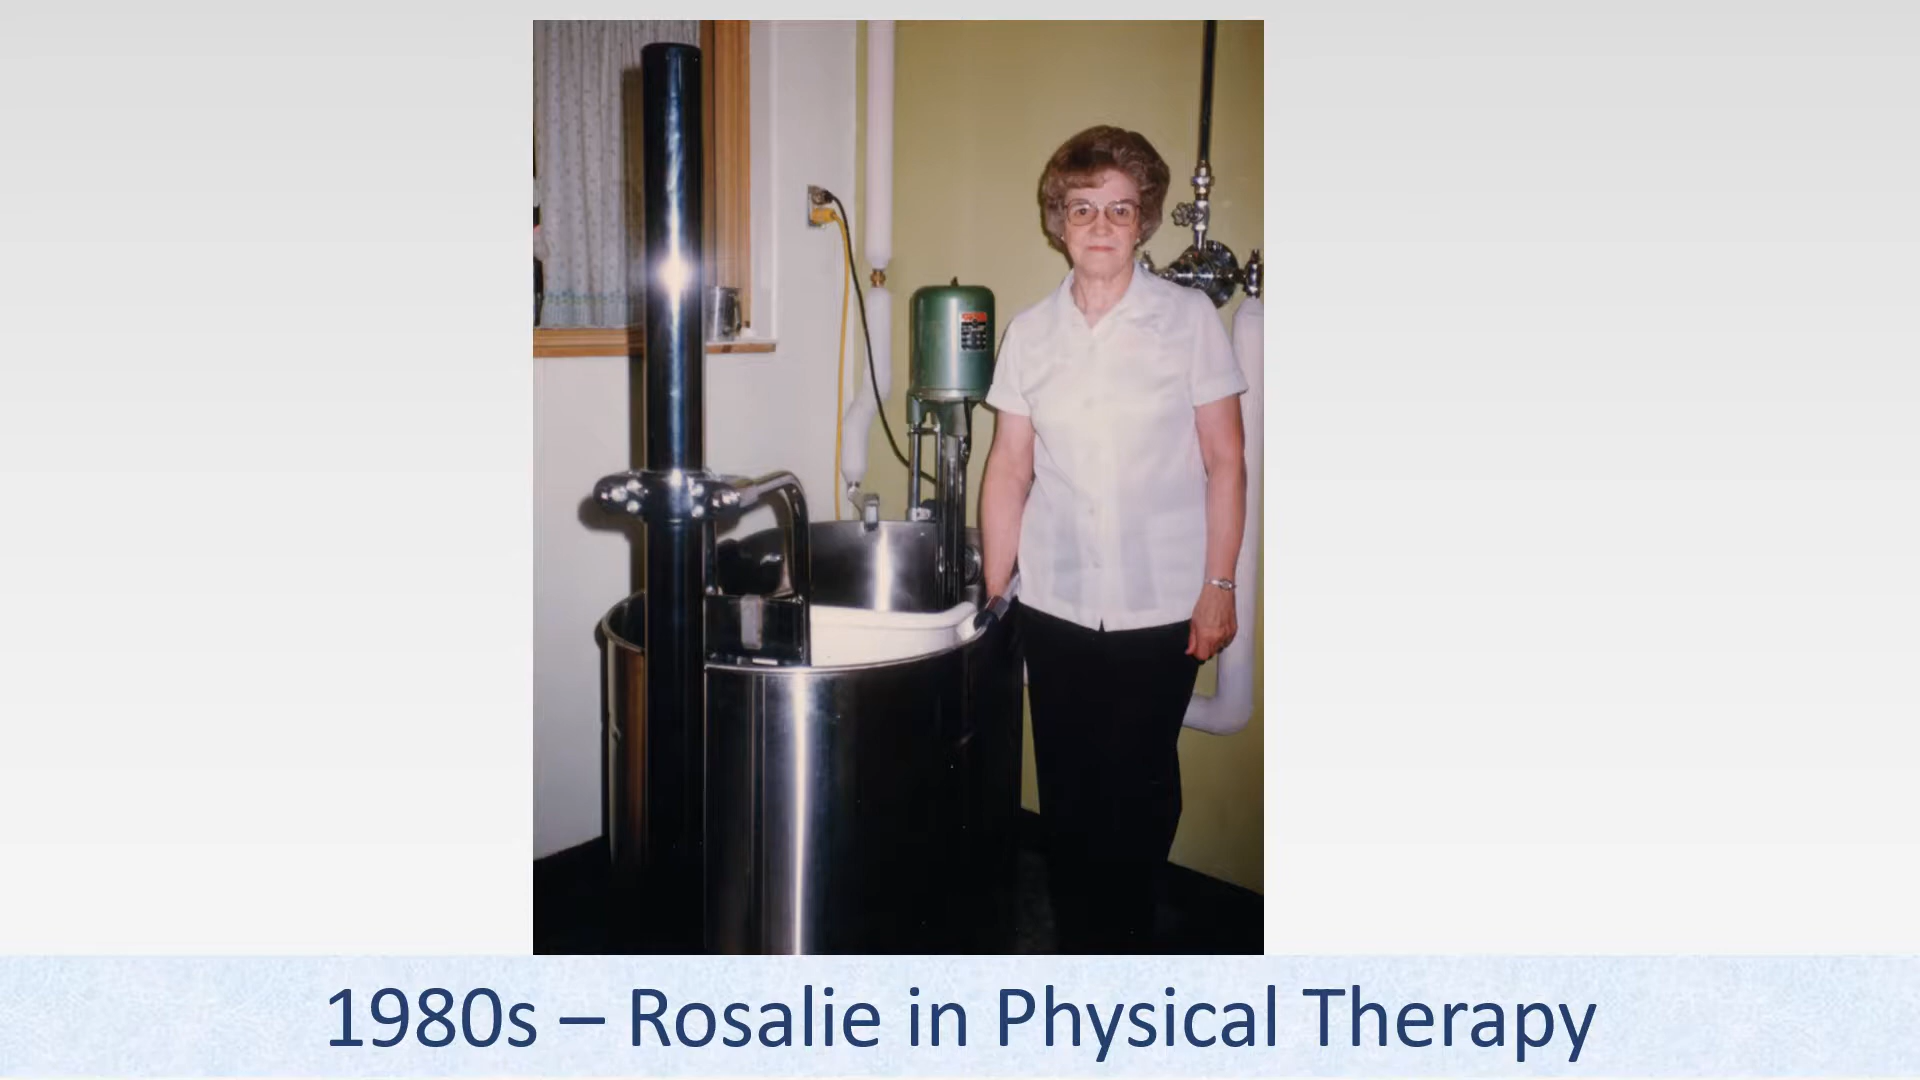 1980s – Rosalie in Physical Therapy